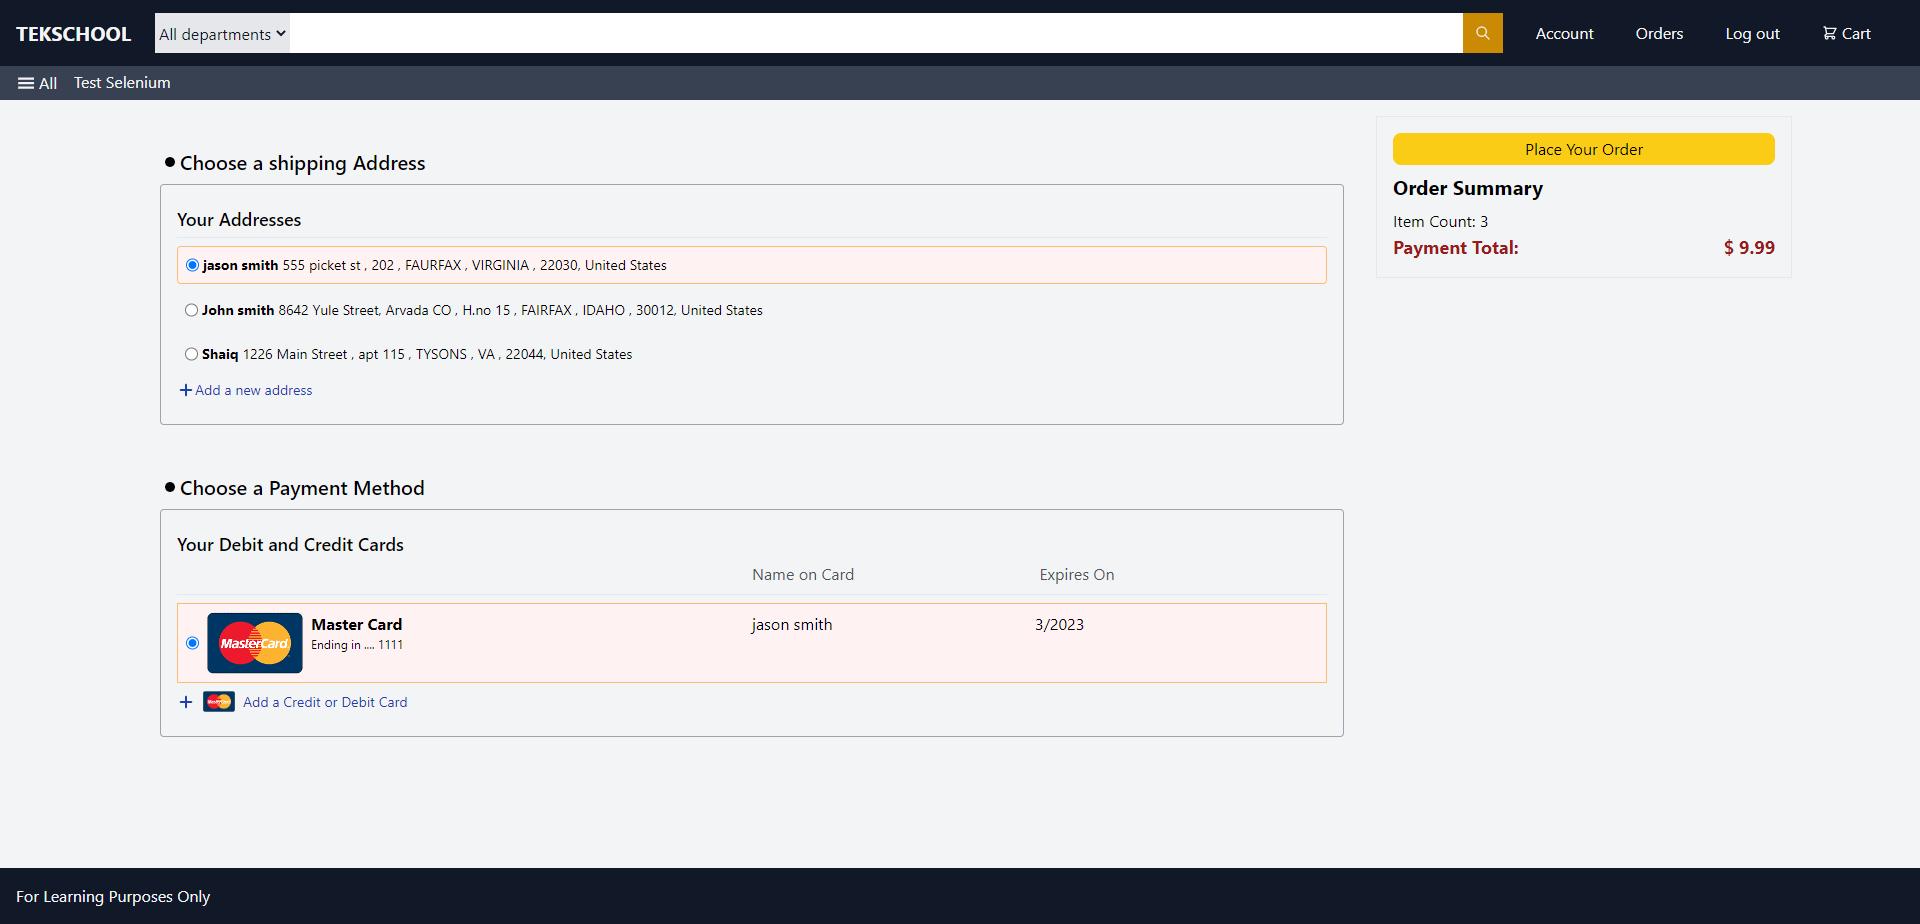 TEKSCHOOL
All departments
Account
Orders
Log out
Cart
All
Test Selenium
Choose a shipping Address
Your Addresses
jason smith 555 picket st , 202 , FAURFAX , VIRGINIA , 22030, United States
John smith 8642 Yule Street, Arvada CO , H.no 15 , FAIRFAX , IDAHO , 30012, United States
Shaiq 1226 Main Street , apt 115 , TYSONS , VA , 22044, United States
Add a new address
Choose a Payment Method
Your Debit and Credit Cards
Name on Card
Expires On
MasterCard
Master Card
Ending in .... 1111
jason smith
3/2023
MasterCard
Add a Credit or Debit Card
Place Your Order
Order Summary
Item Count: 3
Payment Total: $ 9.99
For Learning Purposes Only